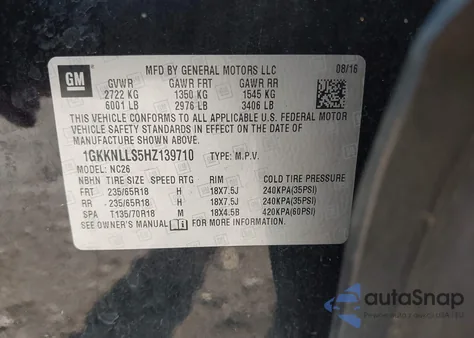 GM
MFD BY GENERAL MOTORS LLC 08/16
GVWR GAWR FRT GAWR RR
2722 KG 1350 KG 1545 KG
6001 LB 2976 LB 3406 LB
THIS VEHICLE CONFORMS TO ALL APPLICABLE U.S. FEDERAL MOTOR
VEHICLE SAFETY STANDARDS IN EFFECT ON THE DATE OF
MANUFACTURE SHOWN ABOVE.
1GKKNLLS5HZ139710 TYPE: M.P.V.
MODEL: NC26
NBHN TIRE SIZE SPEED RTG RIM COLD TIRE PRESSURE
FRT 235/65R18 H 18X7.5J 240KPA(35PSI)
RR 235/65R18 H 18X7.5J 240KPA(35PSI)
SPA T135/70R18 M 18X4.5B 420KPA(60PSI)
SEE OWNER'S MANUAL FOR MORE INFORMATION
autoSnap